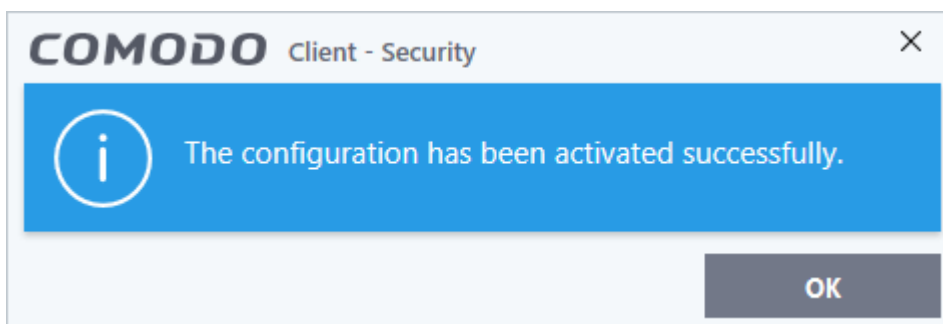 COMODO Client - Security
The configuration has been activated successfully.
OK